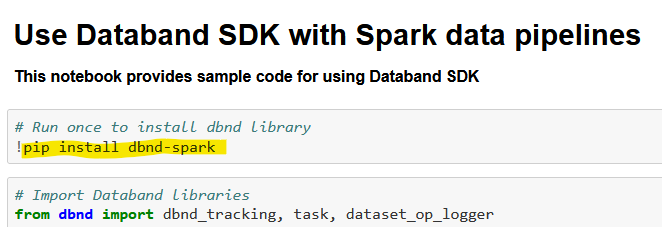 Use Databand SDK with Spark data pipelines
This notebook provides sample code for using Databand SDK
# Run once to install dbnd library
!pip install dbnd-spark
# Import Databand libraries
from dbnd import dbnd_tracking, task, dataset_op_logger